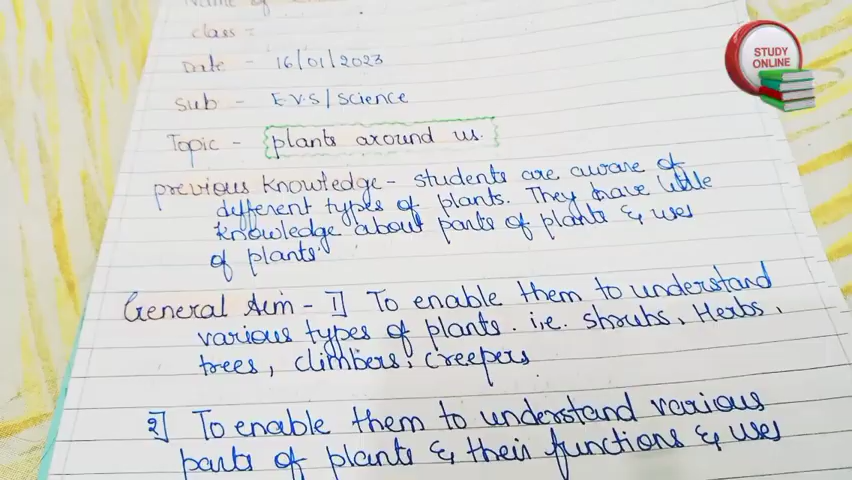 Name of
class =
Date - 16/01/2023
Sub - E.V.S/Science
Topic - plants around us.
previous knowledge - students are aware of
different types of plants. They have little
knowledge about parts of plants & uses
of plants.
General Aim - 1] To enable them to understand
various types of plants. i.e. shrubs, Herbs,
trees, climbers, creepers
2] To enable them to understand various
parts of plants & their functions & uses
STUDY
ONLINE